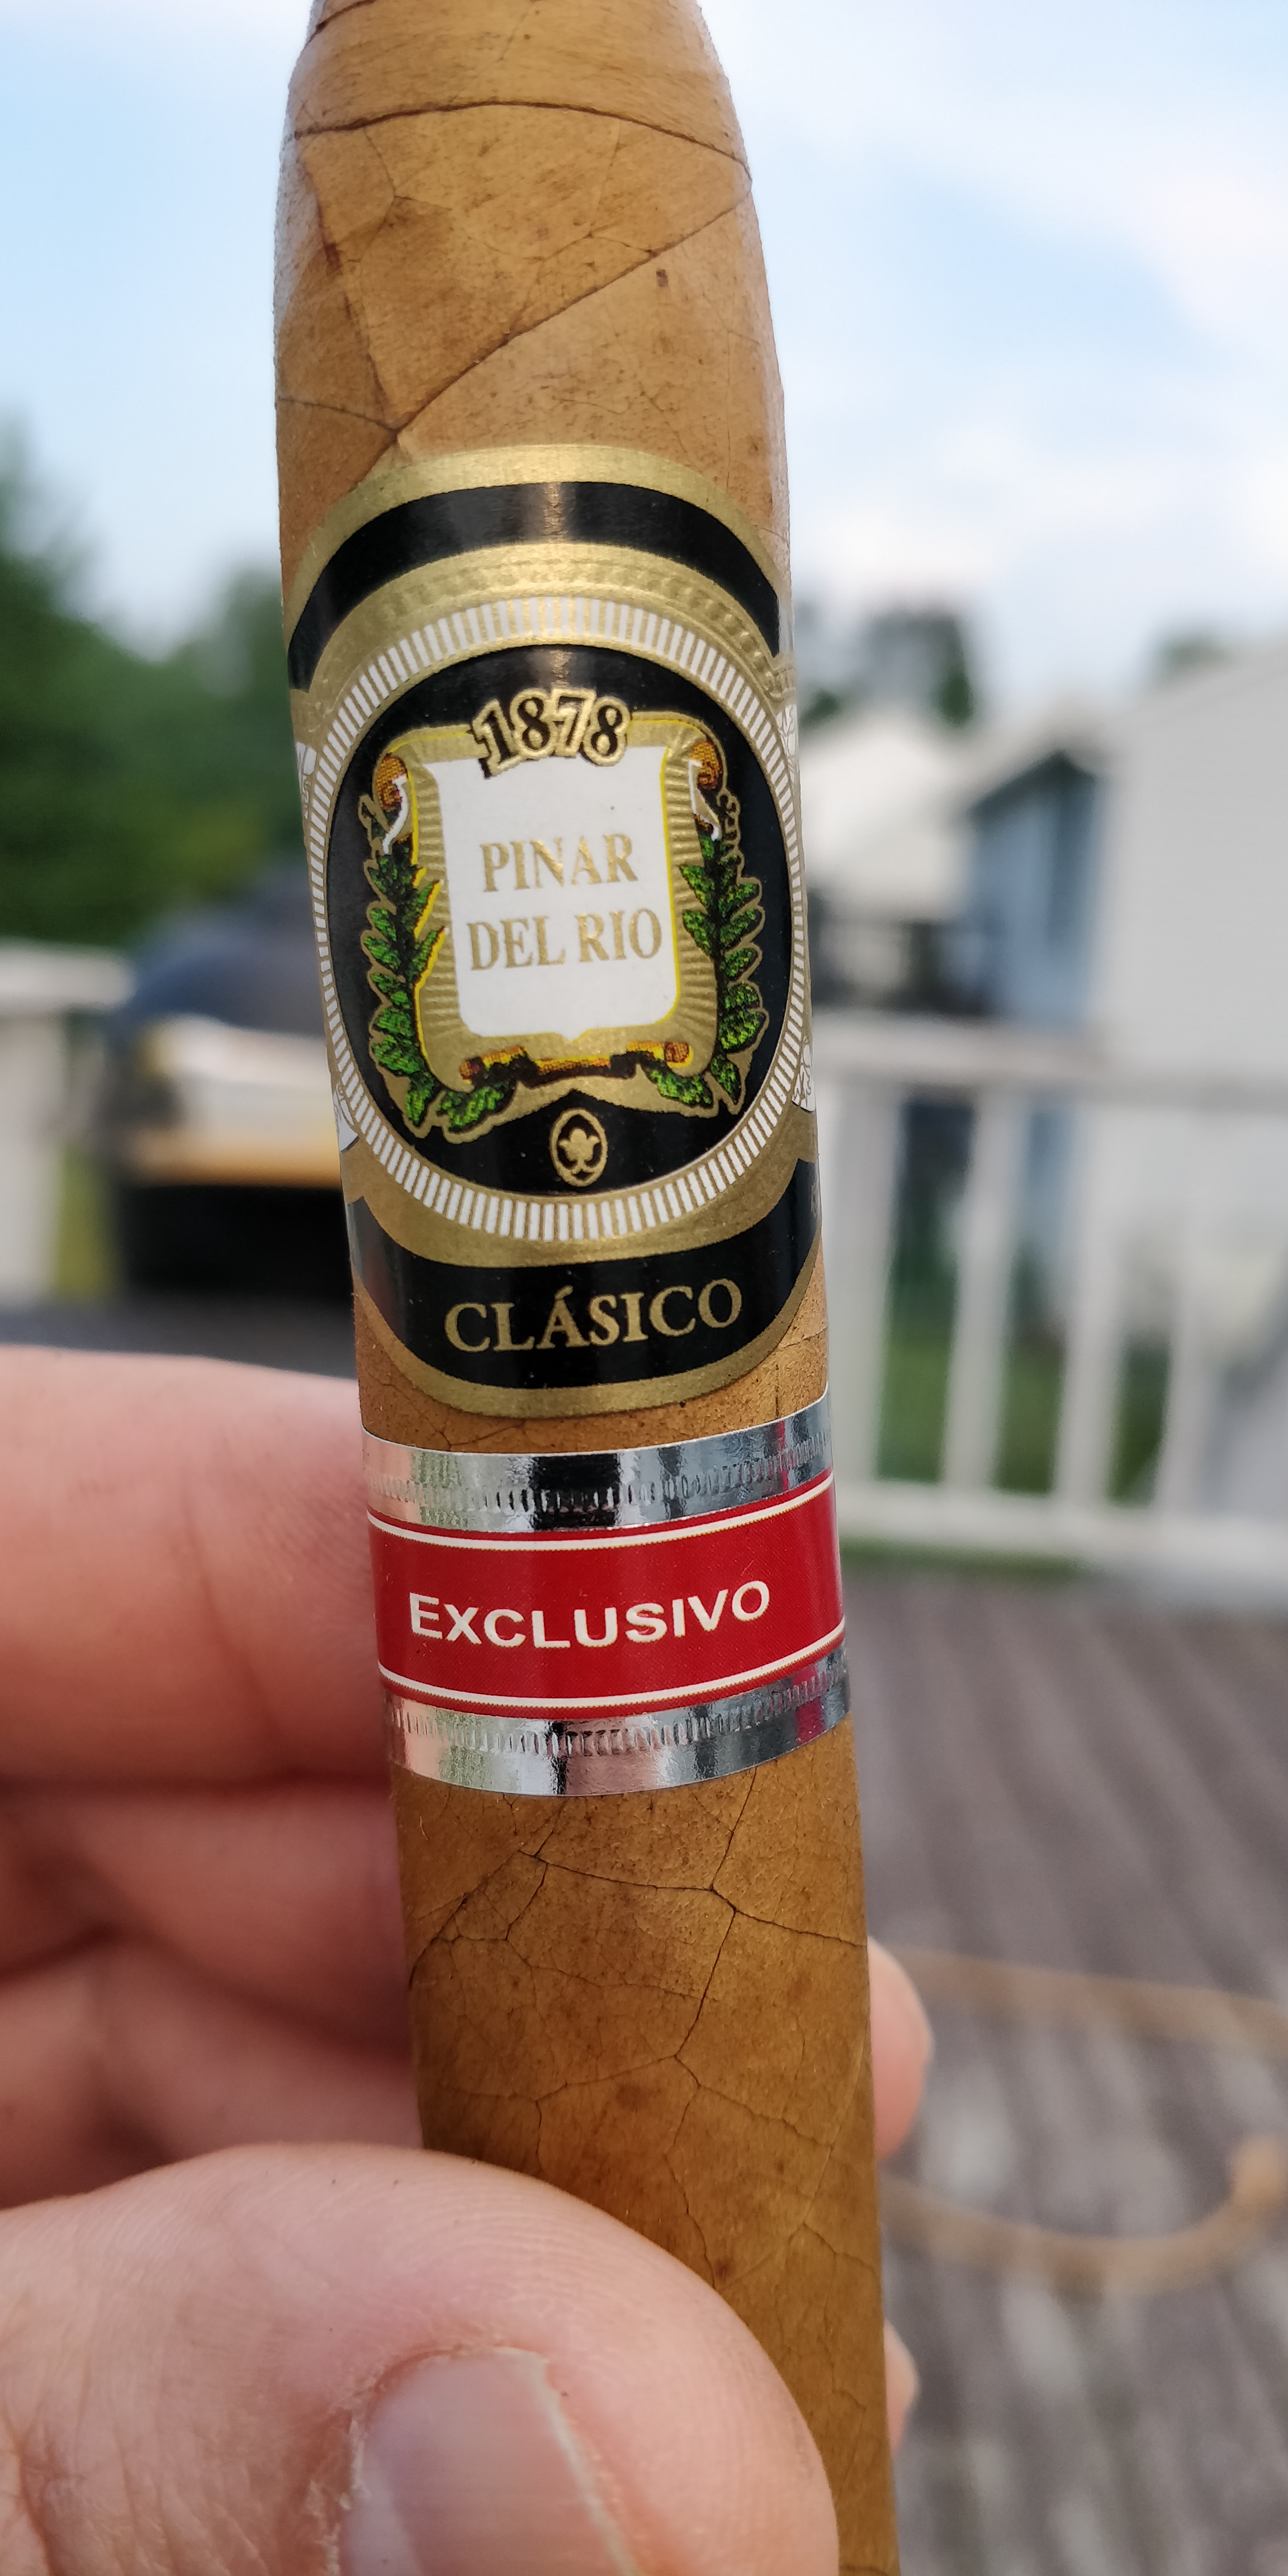 1878
PINAR
DEL RIO
CLÁSICO
EXCLUSIVO